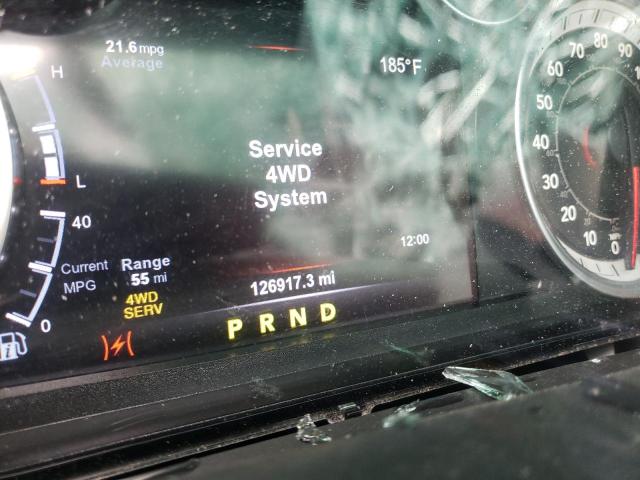 21.6 mpg
Average
185°F
H
L
Service
4WD
System
12:00
40
Current
MPG
0
Range
55 mi
4WD
SERV
126917.3 mi
P R N D
90
80
70
60
50
40
30
20
10
0